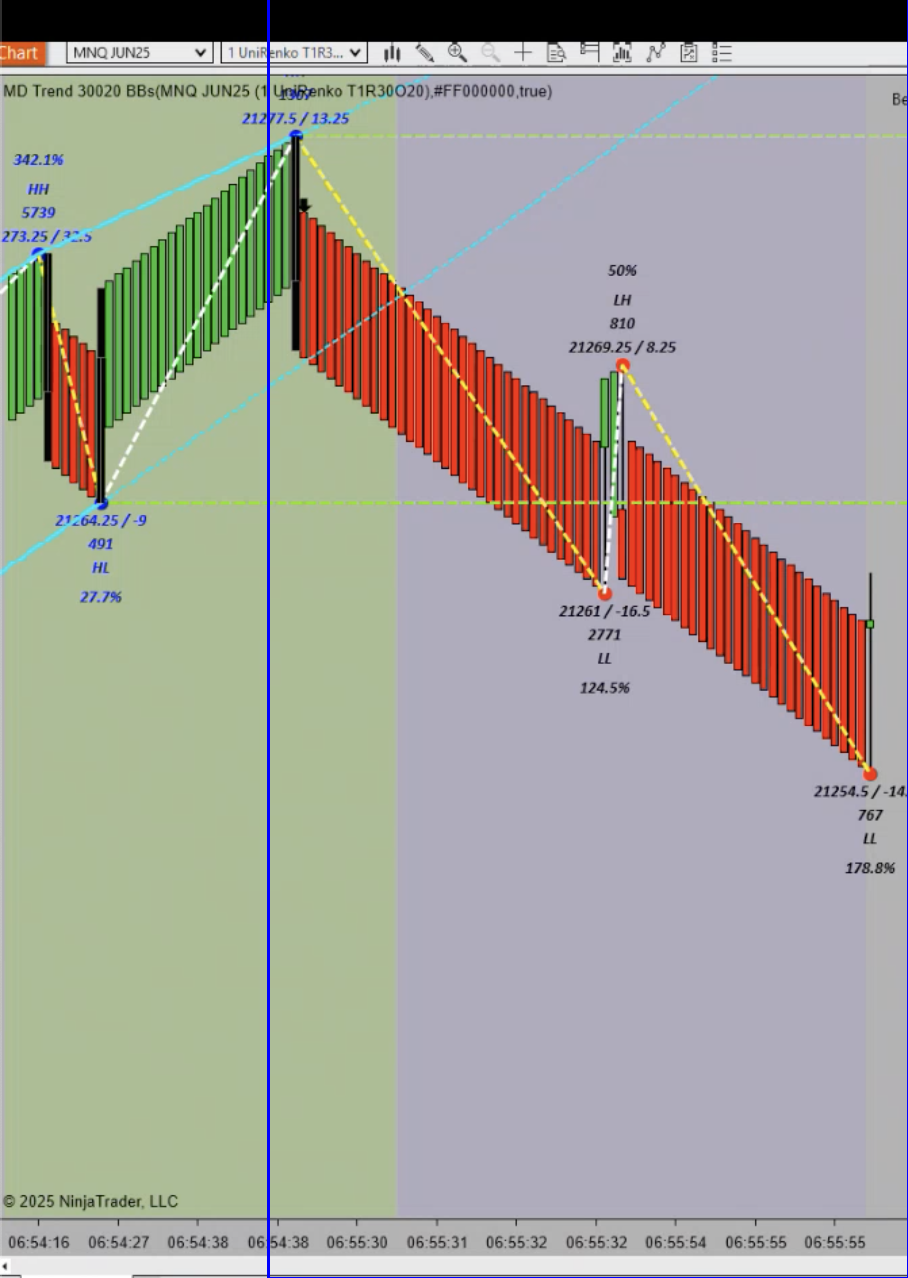 Chart
MNQ JUN25
1 UniRenko T1R3...
MD Trend 30020 BBs(MNQ JUN25 (1 UniRenko T1R30O20),#FF000000,true)
Be
1307
21277.5 / 13.25
342.1%
HH
5739
273.25 / 32.5
21264.25 / -9
491
HL
27.7%
50%
LH
810
21269.25 / 8.25
21261 / -16.5
2771
LL
124.5%
21254.5 / -14.
767
LL
178.8%
© 2025 NinjaTrader, LLC
06:54:16 06:54:27 06:54:38 06:54:38 06:55:30 06:55:31 06:55:32 06:55:32 06:55:54 06:55:55 06:55:55